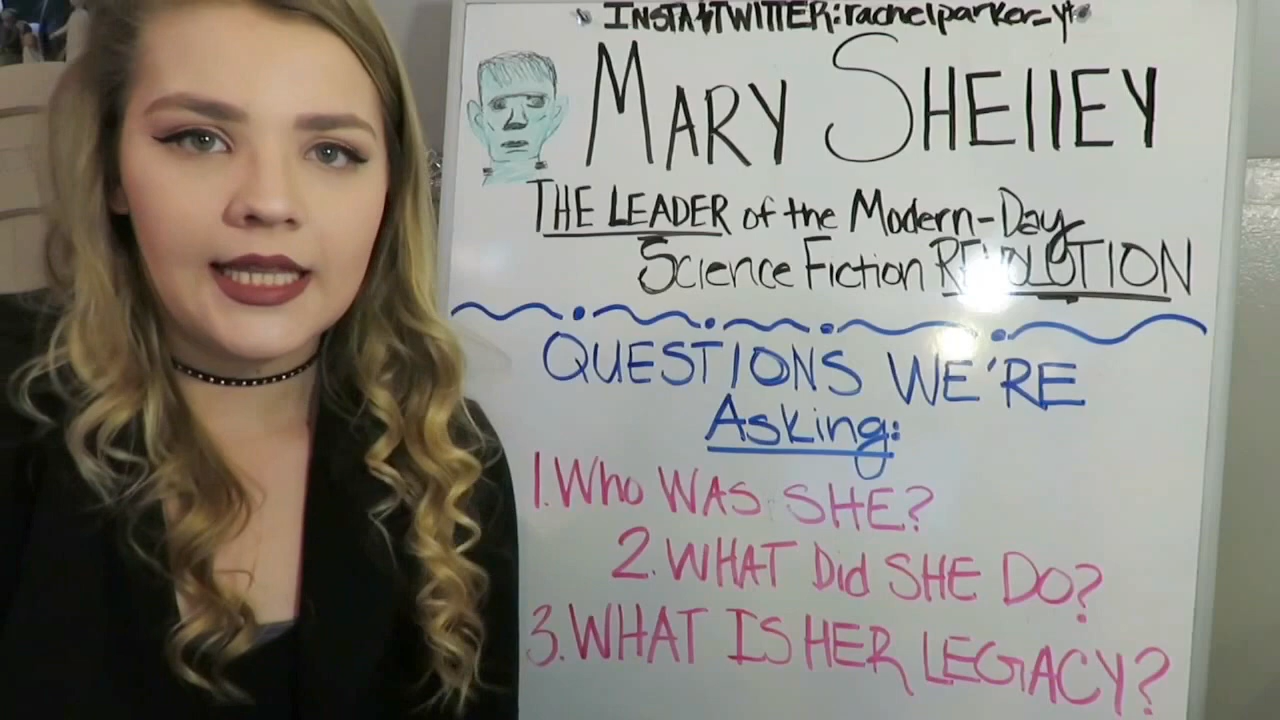 INSTA+TWITTER: rachelparker_yt
MARY SHEllEY
THE LEADER of the Modern-Day
Science Fiction REVOLUTION
QUESTIONS WE'RE
Asking:
1. Who WAS SHE?
2. WHAT Did SHE DO?
3. WHAT IS HER LEGACY?